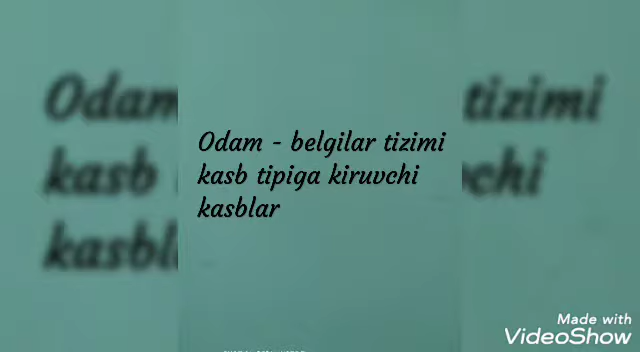 Odam - belgilar tizimi
kasb tipiga kiruvchi
kasblar
Made with
VideoShow